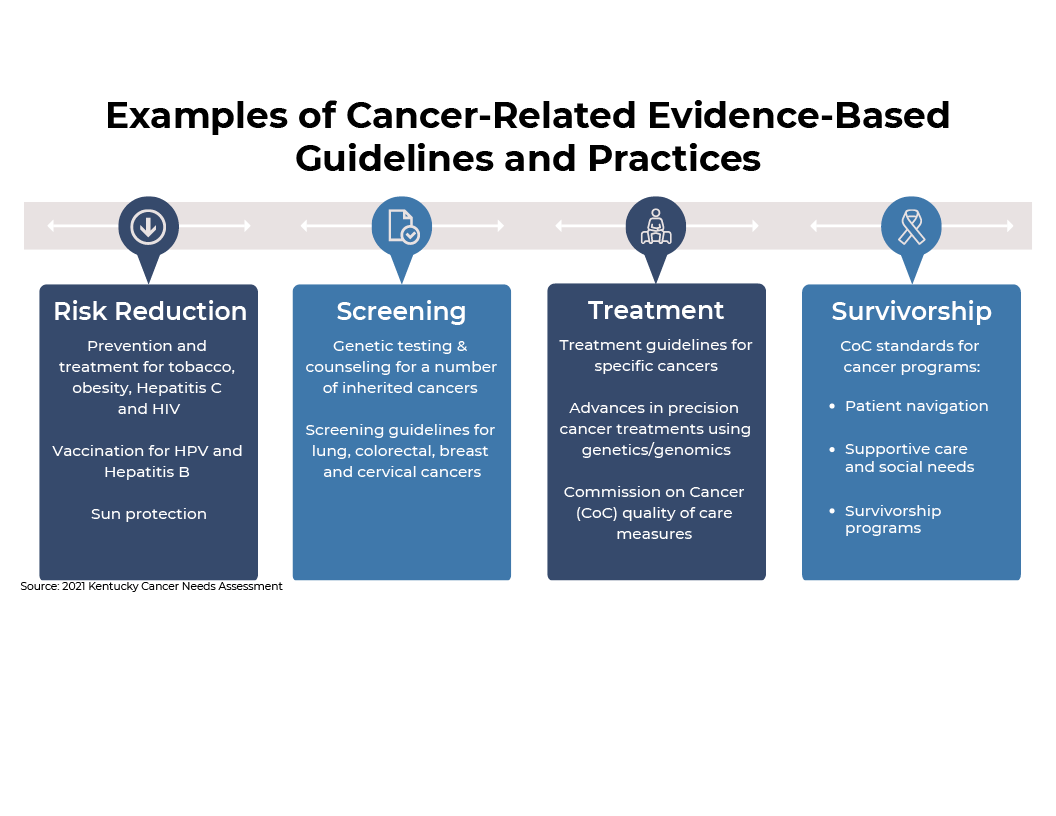 Examples of Cancer-Related Evidence-Based
Guidelines and Practices
Risk Reduction
Prevention and
treatment for tobacco,
obesity, Hepatitis C
and HIV
Vaccination for HPV and
Hepatitis B
Sun protection
Screening
Genetic testing &
counseling for a number
of inherited cancers
Screening guidelines for
lung, colorectal, breast
and cervical cancers
Treatment
Treatment guidelines for
specific cancers
Advances in precision
cancer treatments using
genetics/genomics
Commission on Cancer
(CoC) quality of care
measures
Survivorship
CoC standards for
cancer programs:
• Patient navigation
• Supportive care
and social needs
• Survivorship
programs
Source: 2021 Kentucky Cancer Needs Assessment